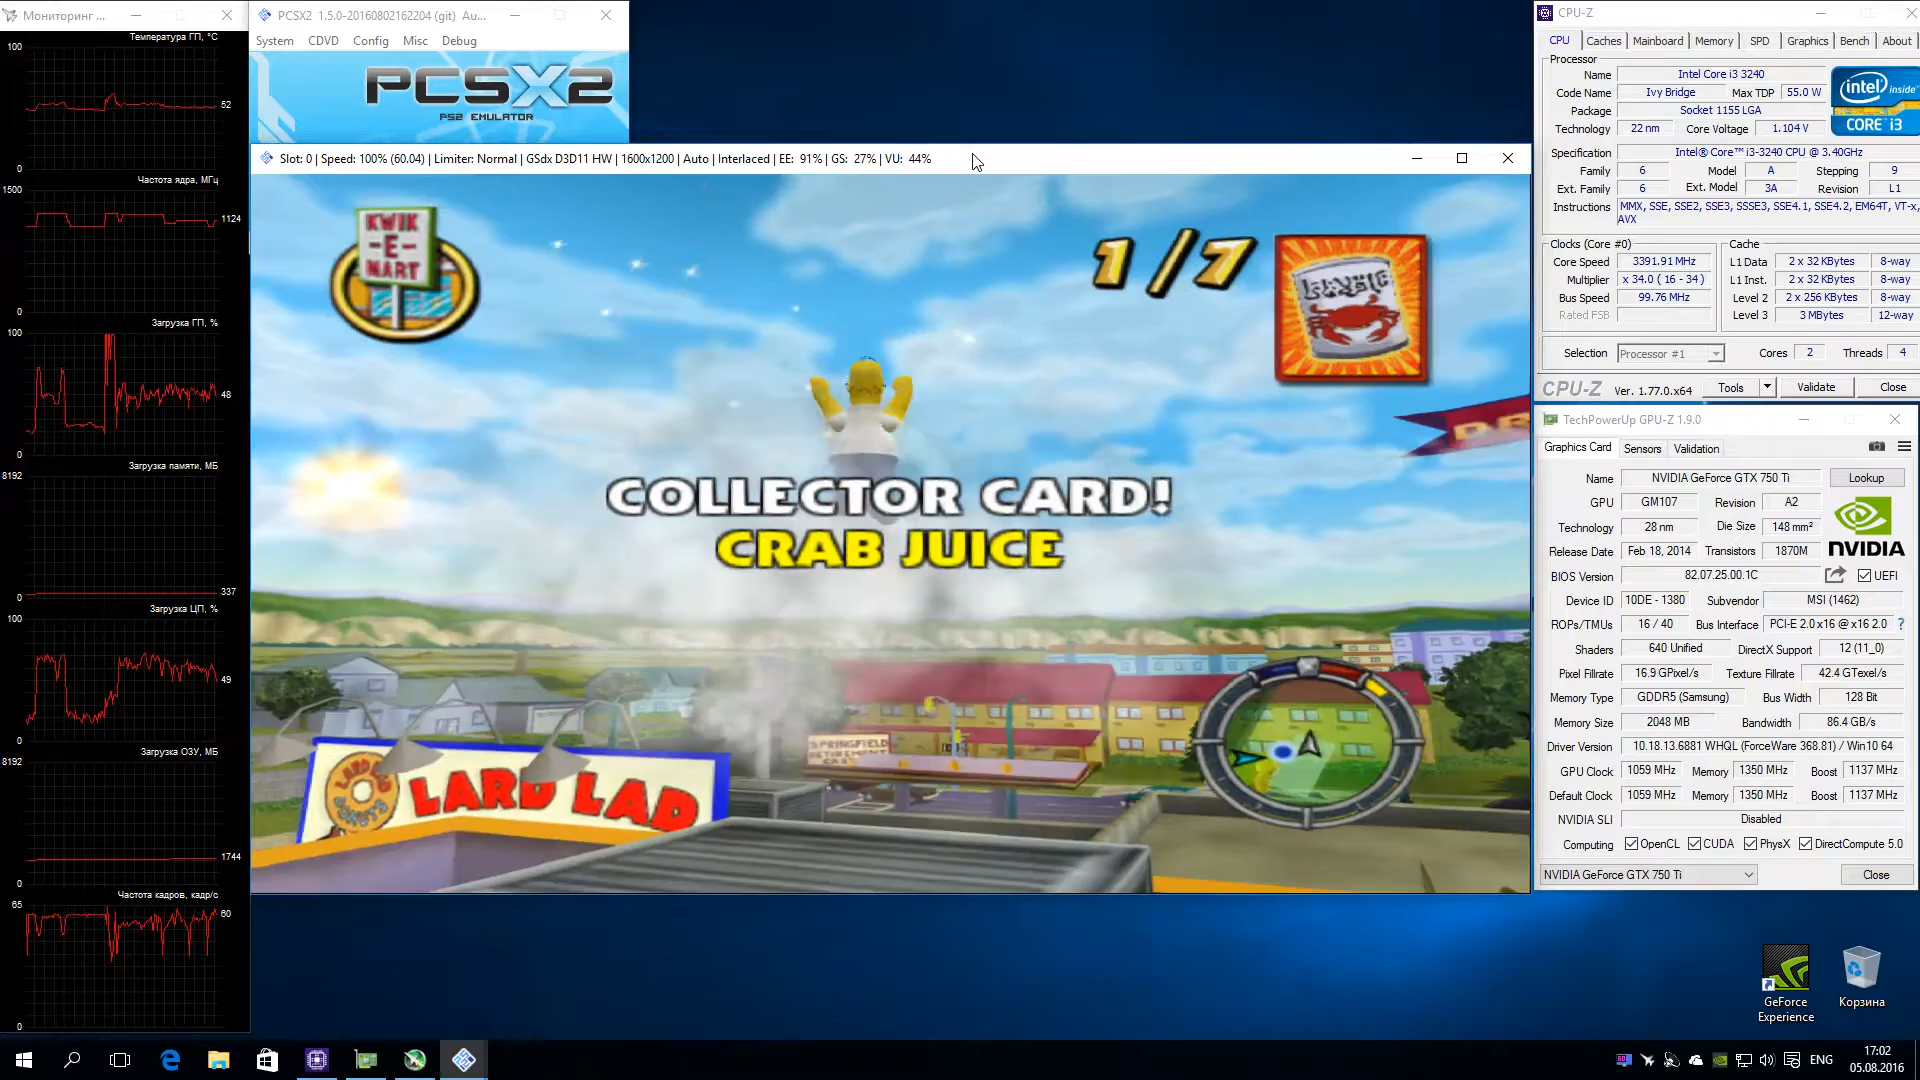 Мониторинг ...
Температура ГП, °C
100
52
0
Частота ядра, МГц
1500
1124
0
Загрузка ГП, %
100
48
0
Загрузка памяти, МБ
8192
337
0
Загрузка ЦП, %
100
49
0
Загрузка ОЗУ, МБ
8192
1744
0
Частота кадров, кадр/с
65
60
0
PCSX2 1.5.0-20160802162204 (git) Au...
System CDVD Config Misc Debug
PCSX2
PS2 EMULATOR
Slot: 0 | Speed: 100% (60.04) | Limiter: Normal | GSdx D3D11 HW | 1600x1200 | Auto | Interlaced | EE: 91% | GS: 27% | VU: 44%
KWIK
-E-
MART
1/7
COLLECTOR CARD!
CRAB JUICE
SPRINGFIELD
RETIREMENT
LARD LAD
DONUTS
LARD LAD
CPU-Z
CPU Caches Mainboard Memory SPD Graphics Bench About
Processor
Name Intel Core i3 3240
Code Name Ivy Bridge Max TDP 55.0 W
Package Socket 1155 LGA
Technology 22 nm Core Voltage 1.104 V
intel inside
CORE i3
Specification Intel® Core™ i3-3240 CPU @ 3.40GHz
Family 6 Model A Stepping 9
Ext. Family 6 Ext. Model 3A Revision L1
Instructions MMX, SSE, SSE2, SSE3, SSSE3, SSE4.1, SSE4.2, EM64T, VT-x,
AVX
Clocks (Core #0) Cache
Core Speed 3391.91 MHz L1 Data 2 x 32 KBytes 8-way
Multiplier x 34.0 ( 16 - 34 ) L1 Inst. 2 x 32 KBytes 8-way
Bus Speed 99.76 MHz Level 2 2 x 256 KBytes 8-way
Rated FSB Level 3 3 MBytes 12-way
Selection Processor #1 Cores 2 Threads 4
CPU-Z Ver. 1.77.0.x64 Tools Validate Close
TechPowerUp GPU-Z 1.9.0
Graphics Card Sensors Validation
Name NVIDIA GeForce GTX 750 Ti Lookup
GPU GM107 Revision A2
Technology 28 nm Die Size 148 mm²
Release Date Feb 18, 2014 Transistors 1870M
NVIDIA
BIOS Version 82.07.25.00.1C UEFI
Device ID 10DE - 1380 Subvendor MSI (1462)
ROPs/TMUs 16 / 40 Bus Interface PCI-E 2.0 x16 @ x16 2.0 ?
Shaders 640 Unified DirectX Support 12 (11_0)
Pixel Fillrate 16.9 GPixel/s Texture Fillrate 42.4 GTexel/s
Memory Type GDDR5 (Samsung) Bus Width 128 Bit
Memory Size 2048 MB Bandwidth 86.4 GB/s
Driver Version 10.18.13.6881 WHQL (ForceWare 368.81) / Win10 64
GPU Clock 1059 MHz Memory 1350 MHz Boost 1137 MHz
Default Clock 1059 MHz Memory 1350 MHz Boost 1137 MHz
NVIDIA SLI Disabled
Computing OpenCL CUDA PhysX DirectCompute 5.0
NVIDIA GeForce GTX 750 Ti Close
GeForce
Experience
Корзина
ENG
17:02
05.08.2016